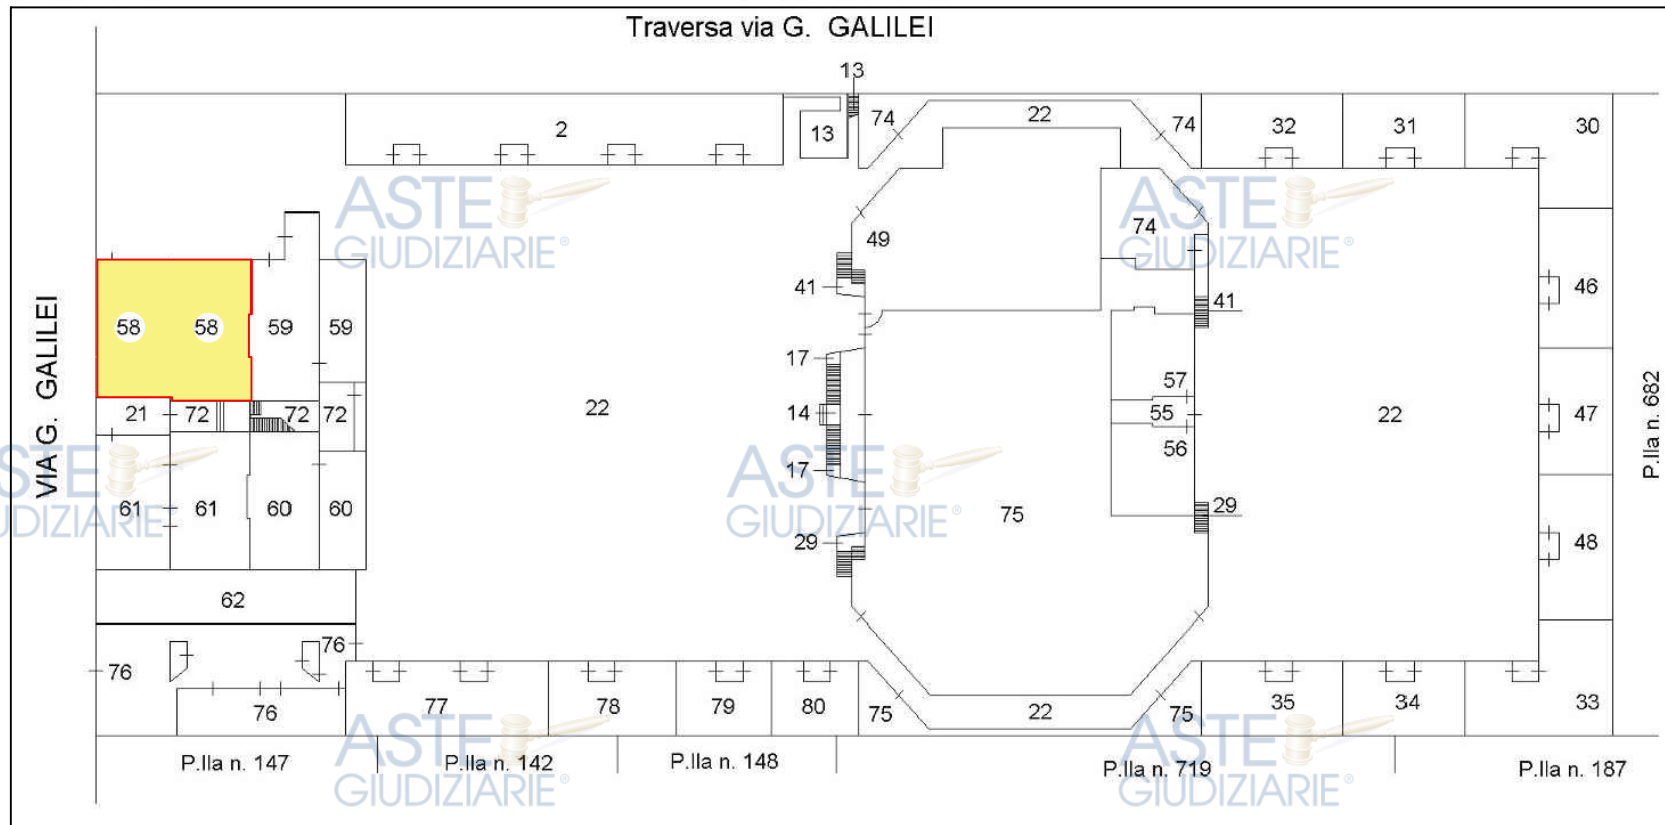 Traversa via G. GALILEI
13
2
13
74
22
74
32
31
30
ASTE
GIUDIZIARIE®
ASTE
GIUDIZIARIE®
49
74
41
41
46
VIA G. GALILEI
58
58
59
59
17
57
21
72
72
72
22
14
55
22
47
P.lla n. 682
56
ASTE
GIUDIZIARIE®
17
ASTE
GIUDIZIARIE®
61
61
60
60
75
29
29
48
62
76
76
76
77
78
79
80
75
22
75
35
34
33
ASTE
GIUDIZIARIE®
ASTE
GIUDIZIARIE®
P.lla n. 147
P.lla n. 142
P.lla n. 148
P.lla n. 719
P.lla n. 187